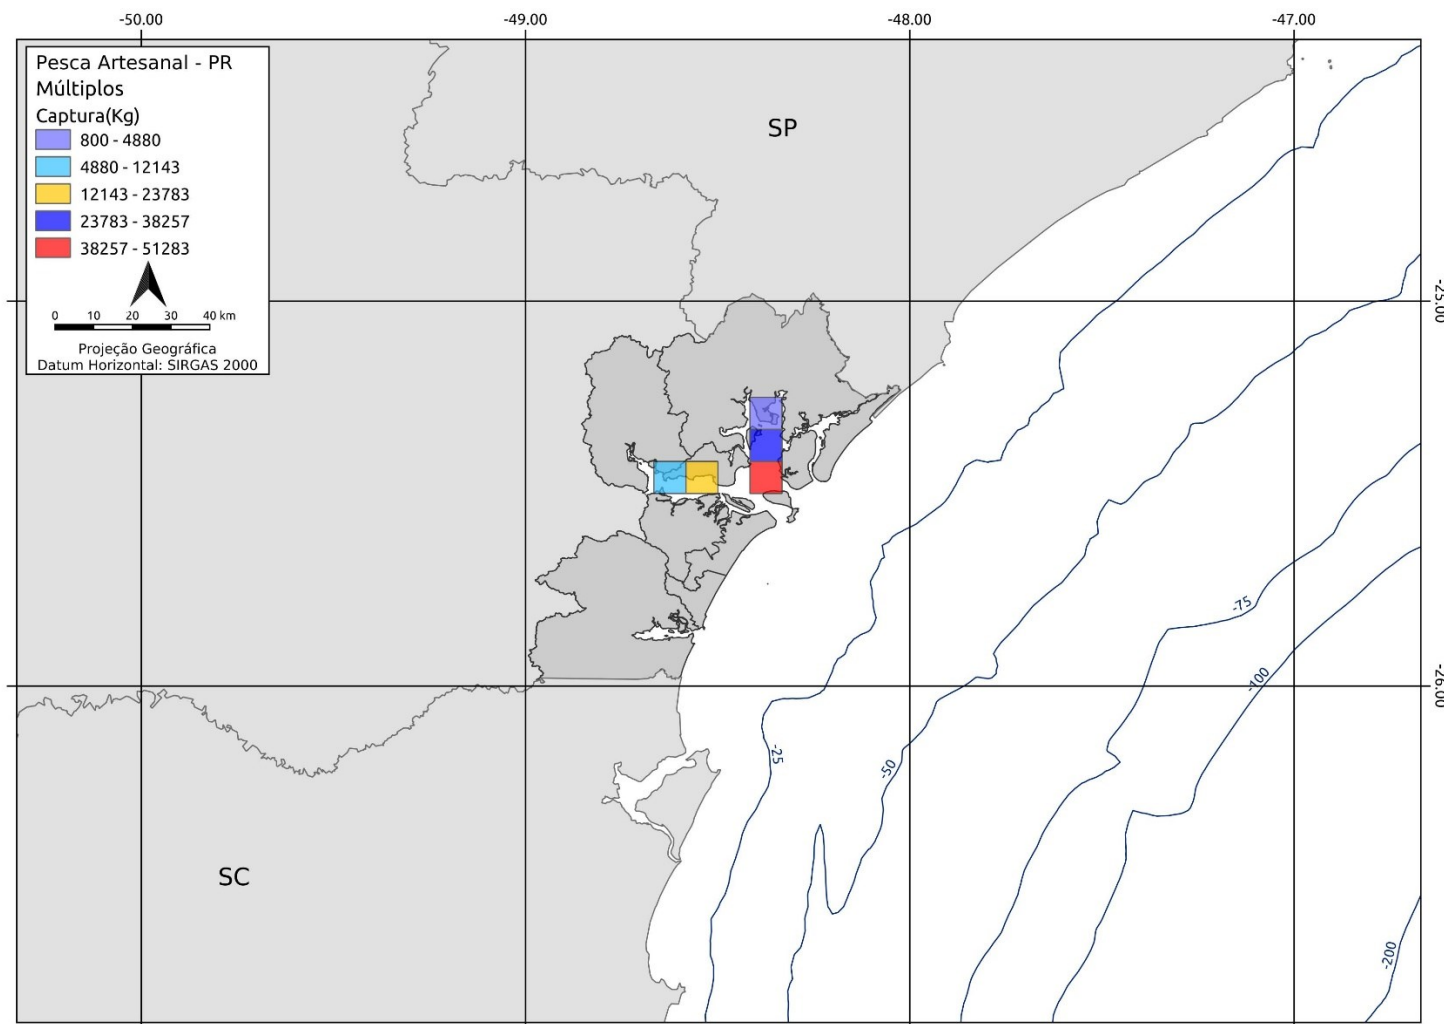 -50.00 -49.00 -48.00 -47.00
Pesca Artesanal - PR
Múltiplos
Captura(Kg)
800 - 4880
4880 - 12143
12143 - 23783
23783 - 38257
38257 - 51283
0 10 20 30 40 km
Projeção Geográfica
Datum Horizontal: SIRGAS 2000
SP
-25.00
-75
-100
-26.00
-25
-50
SC
-200